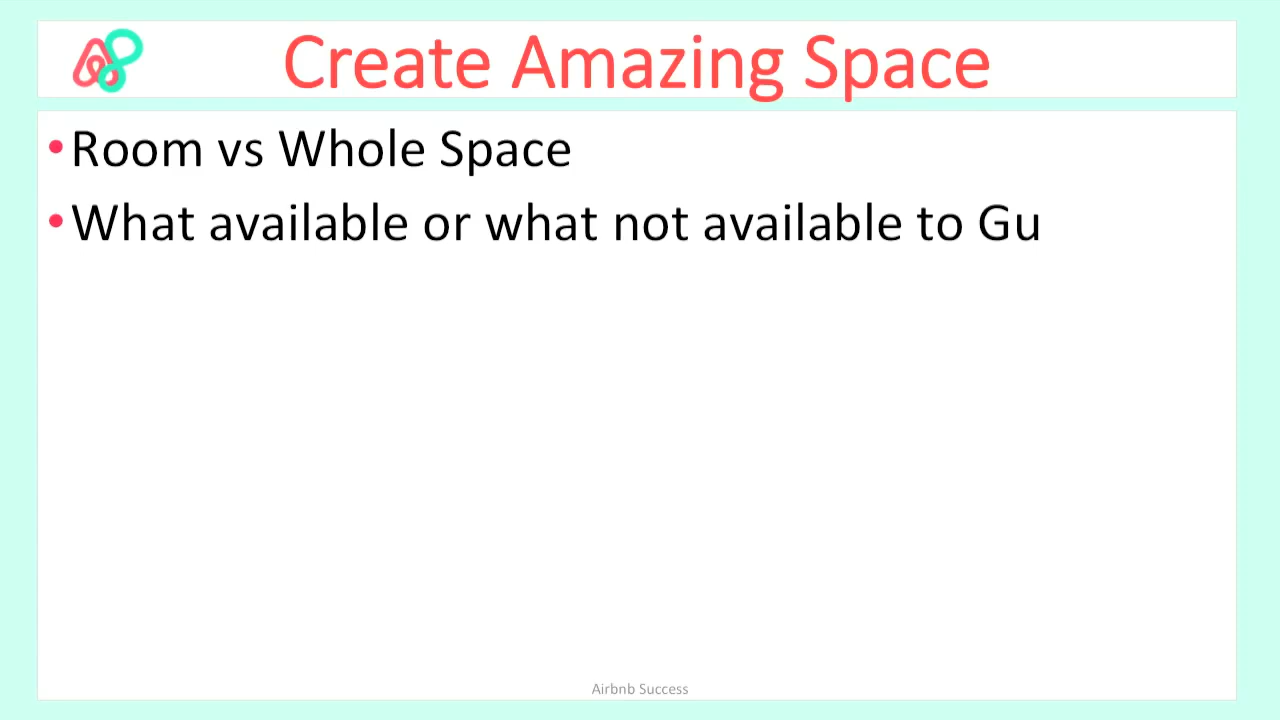 Create Amazing Space
•Room vs Whole Space
•What available or what not available to Gu
Airbnb Success